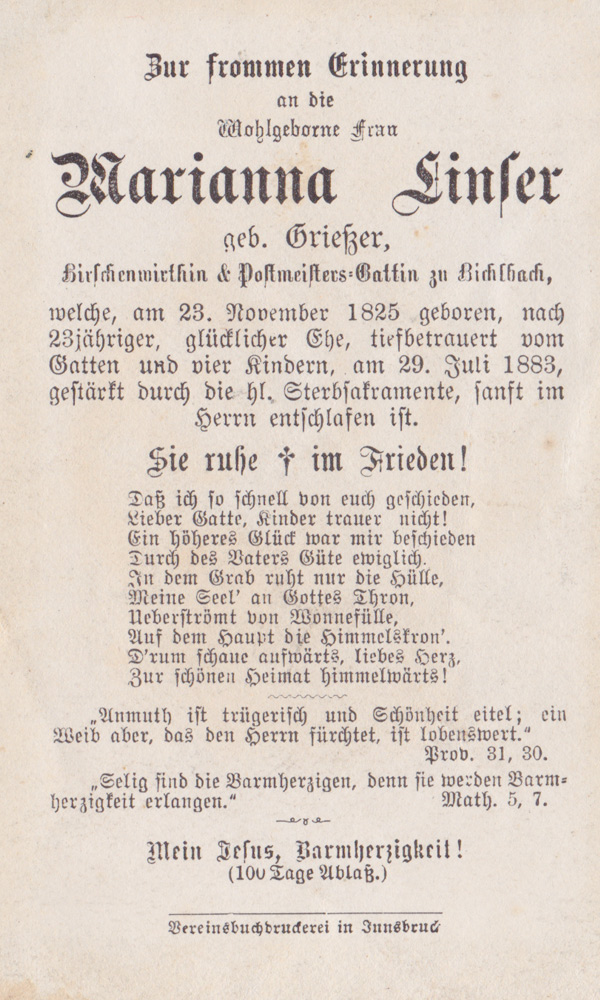 Zur frommen Erinnerung
an die
Wohlgeborne Frau
Marianna Linser
geb. Grießer,
Hirschenwirthin & Postmeisters-Gattin zu Bichlbach,
welche, am 23. November 1825 geboren, nach
23jähriger, glücklicher Ehe, tiefbetrauert vom
Gatten und vier Kindern, am 29. Juli 1883,
gestärkt durch die hl. Sterbsakramente, sanft im
Herrn entschlafen ist.
Sie ruhe † im Frieden!
Daß ich so schnell von euch geschieden,
Lieber Gatte, Kinder trauer nicht!
Ein höheres Glück war mir beschieden
Durch des Vaters Güte ewiglich.
In dem Grab ruht nur die Hülle,
Meine Seel' an Gottes Thron,
Ueberströmt von Wonnefülle,
Auf dem Haupt die Himmelskron'.
D'rum schaue aufwärts, liebes Herz,
Zur schönen Heimat himmelwärts!
„Anmuth ist trügerisch und Schönheit eitel; ein
Weib aber, das den Herrn fürchtet, ist lobenswert.“
Prov. 31, 30.
„Selig sind die Barmherzigen, denn sie werden Barm-
herzigkeit erlangen.“ Math. 5, 7.
Mein Jesus, Barmherzigkeit!
(100 Tage Ablaß.)
Vereinsbuchdruckerei in Innsbruck